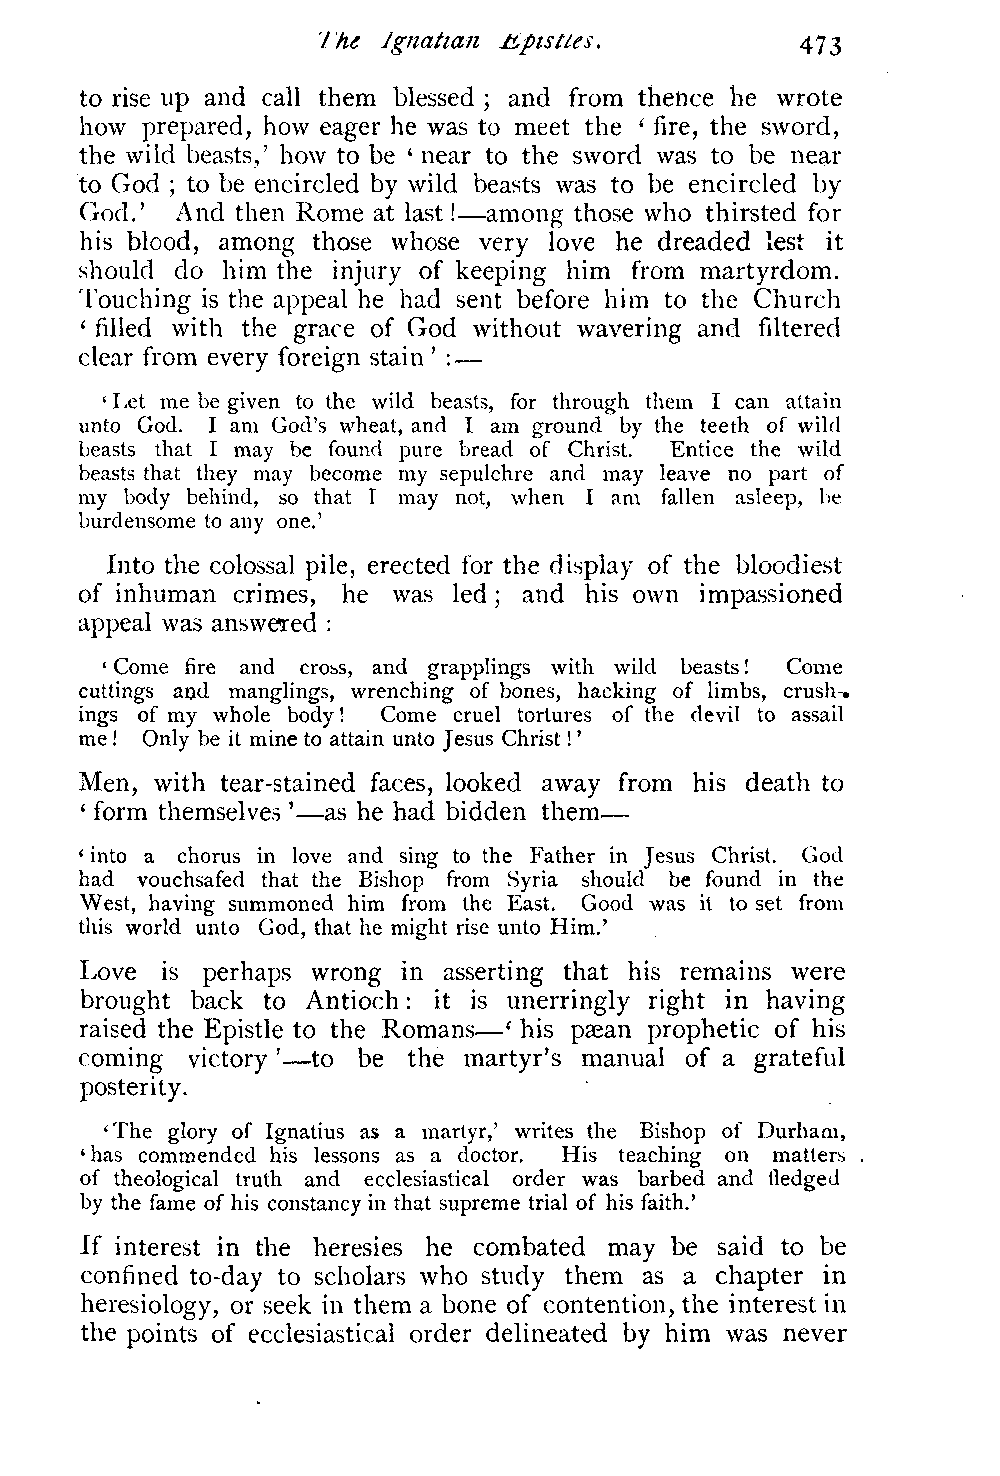 The Ignatian Epistles. 473
to rise up and call them blessed ; and from thence he wrote
how prepared, how eager he was to meet the ‘ fire, the sword,
the wild beasts,’ how to be ‘ near to the sword was to be near
to God ; to be encircled by wild beasts was to be encircled by
God.’ And then Rome at last !—among those who thirsted for
his blood, among those whose very love he dreaded lest it
should do him the injury of keeping him from martyrdom.
Touching is the appeal he had sent before him to the Church
‘ filled with the grace of God without wavering and filtered
clear from every foreign stain ’ :—
‘ Let me be given to the wild beasts, for through them I can attain
unto God. I am God’s wheat, and I am ground by the teeth of wild
beasts that I may be found pure bread of Christ. Entice the wild
beasts that they may become my sepulchre and may leave no part of
my body behind, so that I may not, when I am fallen asleep, be
burdensome to any one.’
Into the colossal pile, erected for the display of the bloodiest
of inhuman crimes, he was led ; and his own impassioned
appeal was answered :
‘ Come fire and cross, and grapplings with wild beasts ! Come
cuttings and manglings, wrenching of bones, hacking of limbs, crush-
ings of my whole body ! Come cruel tortures of the devil to assail
me ! Only be it mine to attain unto Jesus Christ ! ’
Men, with tear-stained faces, looked away from his death to
‘ form themselves ’—as he had bidden them—
‘ into a chorus in love and sing to the Father in Jesus Christ. God
had vouchsafed that the Bishop from Syria should be found in the
West, having summoned him from the East. Good was it to set from
this world unto God, that he might rise unto Him.’
Love is perhaps wrong in asserting that his remains were
brought back to Antioch : it is unerringly right in having
raised the Epistle to the Romans—‘ his pæan prophetic of his
coming victory ’—to be the martyr’s manual of a grateful
posterity.
‘ The glory of Ignatius as a martyr,’ writes the Bishop of Durham,
‘ has commended his lessons as a doctor. His teaching on matters
of theological truth and ecclesiastical order was barbed and fledged
by the fame of his constancy in that supreme trial of his faith.’
If interest in the heresies he combated may be said to be
confined to-day to scholars who study them as a chapter in
heresiology, or seek in them a bone of contention, the interest in
the points of ecclesiastical order delineated by him was never